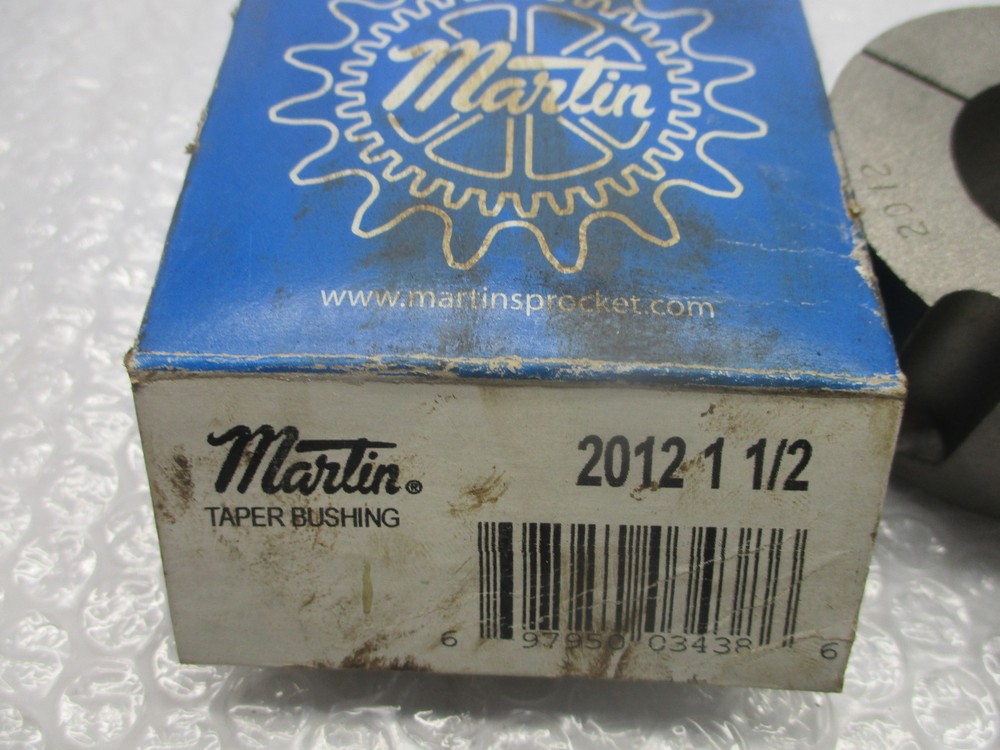 Martin
www.martinsprocket.com
Martin®
TAPER BUSHING
2012 1 1/2
6 97950 03438 6
2012